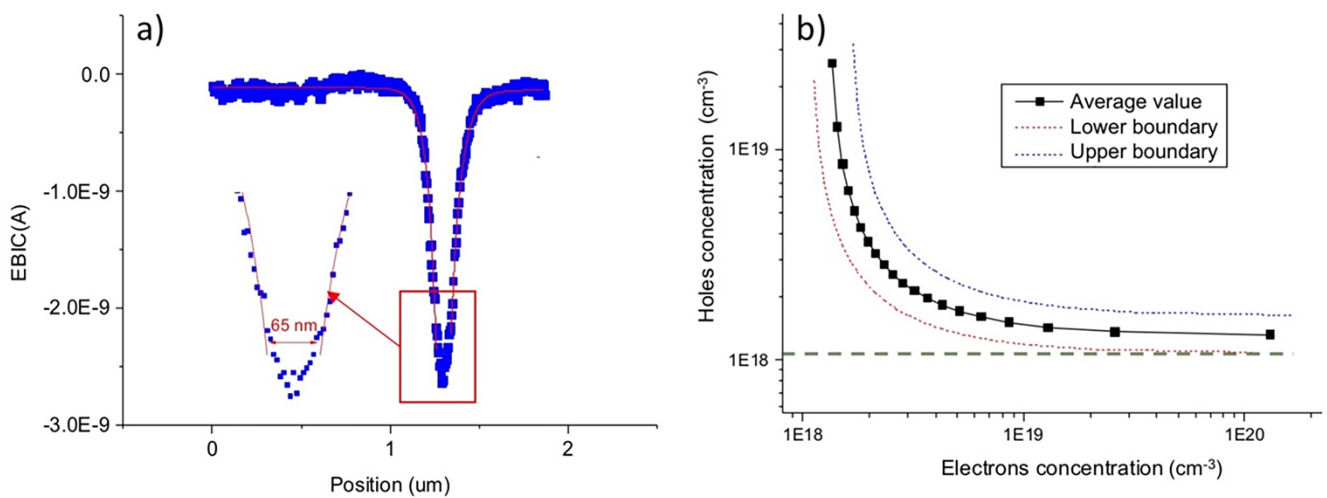 a)
0.0
-1.0E-9
-2.0E-9
-3.0E-9
EBIC(A)
65 nm
0
1
2
Position (um)
b)
Holes concentration (cm-3)
1E19
1E18
Average value
Lower boundary
Upper boundary
1E18
1E19
1E20
Electrons concentration (cm-3)